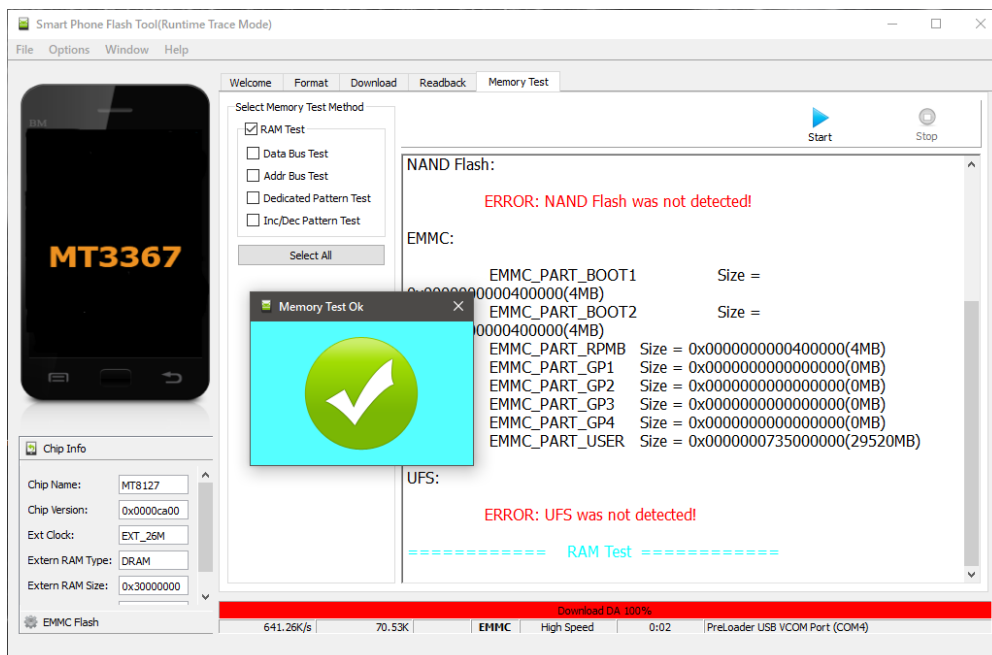 Smart Phone Flash Tool(Runtime Trace Mode)
File Options Window Help
Welcome Format Download Readback Memory Test
BM
MT3367
Select Memory Test Method
RAM Test
Data Bus Test
Addr Bus Test
Dedicated Pattern Test
Inc/Dec Pattern Test
Select All
Start
Stop
NAND Flash:
ERROR: NAND Flash was not detected!
EMMC:
EMMC_PART_BOOT1 Size =
0x0000000000400000(4MB)
EMMC_PART_BOOT2 Size =
00000400000(4MB)
EMMC_PART_RPMB Size = 0x0000000000400000(4MB)
EMMC_PART_GP1 Size = 0x0000000000000000(0MB)
EMMC_PART_GP2 Size = 0x0000000000000000(0MB)
EMMC_PART_GP3 Size = 0x0000000000000000(0MB)
EMMC_PART_GP4 Size = 0x0000000000000000(0MB)
EMMC_PART_USER Size = 0x0000000735000000(29520MB)
UFS:
ERROR: UFS was not detected!
============ RAM Test ============
Memory Test Ok
Chip Info
Chip Name: MT8127
Chip Version: 0x0000ca00
Ext Clock: EXT_26M
Extern RAM Type: DRAM
Extern RAM Size: 0x30000000
EMMC Flash
Download DA 100%
641.26K/s 70.53K EMMC High Speed 0:02 PreLoader USB VCOM Port (COM4)